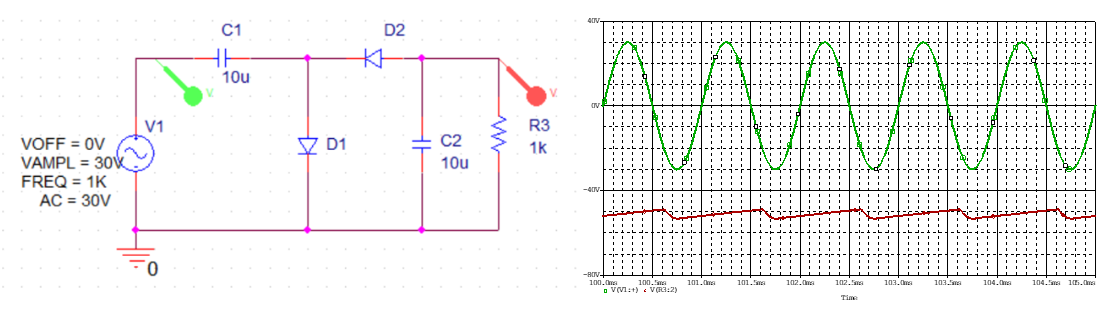 C1
10u
D2
V
V
V1
VOFF = 0V
VAMPL = 30V
FREQ = 1K
AC = 30V
D1
C2
10u
R3
1k
0
40V
0V
-40V
-80V
100.0ms 100.5ms 101.0ms 101.5ms 102.0ms 102.5ms 103.0ms 103.5ms 104.0ms 104.5ms 105.0ms
V(V1:+) V(R3:2)
Time